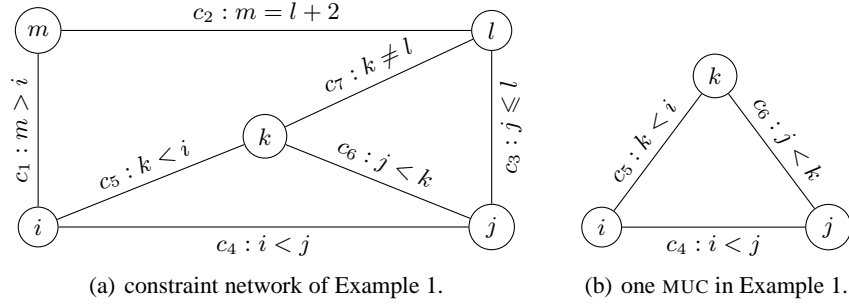 c₂ : m = l + 2
m
l
c₇ : k ≠ l
k
c₁ : m > i
k
c₆ : j < k
c₅ : k < i
c₃ : j ⩽ l
c₅ : k < i
c₆ : j < k
i
j
i
j
c₄ : i < j
c₄ : i < j
(a) constraint network of Example 1.
(b) one MUC in Example 1.